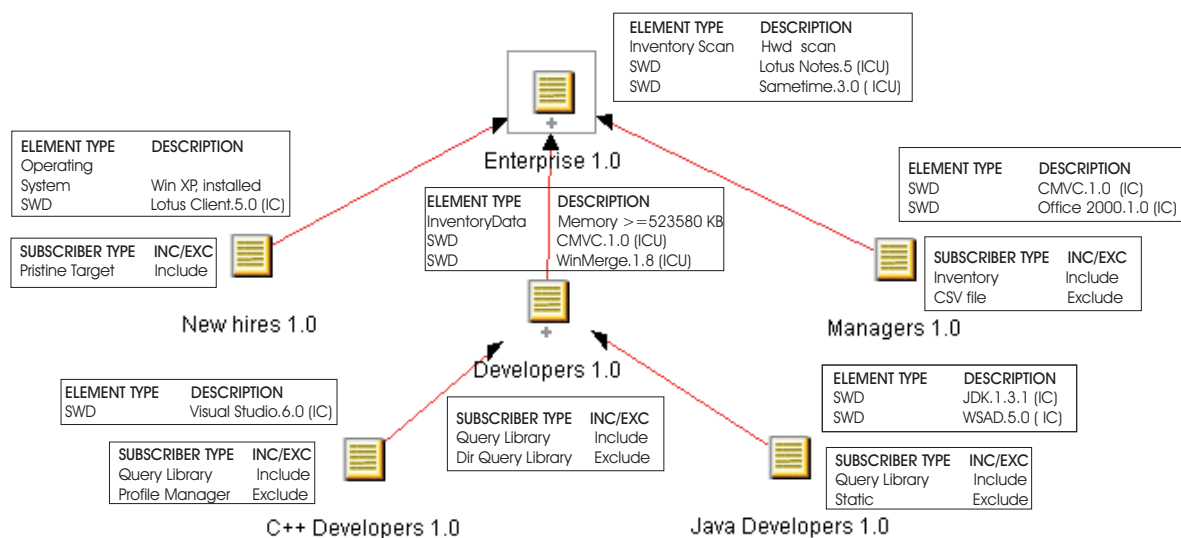 ELEMENT TYPE DESCRIPTION
Inventory Scan Hwd scan
SWD Lotus Notes.5 (ICU)
SWD Sametime.3.0 ( ICU)
Enterprise 1.0
ELEMENT TYPE DESCRIPTION
Operating
System Win XP, installed
SWD Lotus Client.5.0 (IC)
SUBSCRIBER TYPE INC/EXC
Pristine Target Include
New hires 1.0
ELEMENT TYPE DESCRIPTION
InventoryData Memory >=523580 KB
SWD CMVC.1.0 (ICU)
SWD WinMerge.1.8 (ICU)
Developers 1.0
SUBSCRIBER TYPE INC/EXC
Query Library Include
Dir Query Library Exclude
ELEMENT TYPE DESCRIPTION
SWD CMVC.1.0 (IC)
SWD Office 2000.1.0 (IC)
SUBSCRIBER TYPE INC/EXC
Inventory Include
CSV file Exclude
Managers 1.0
ELEMENT TYPE DESCRIPTION
SWD Visual Studio.6.0 (IC)
SUBSCRIBER TYPE INC/EXC
Query Library Include
Profile Manager Exclude
C++ Developers 1.0
ELEMENT TYPE DESCRIPTION
SWD JDK.1.3.1 (IC)
SWD WSAD.5.0 ( IC)
SUBSCRIBER TYPE INC/EXC
Query Library Include
Static Exclude
Java Developers 1.0